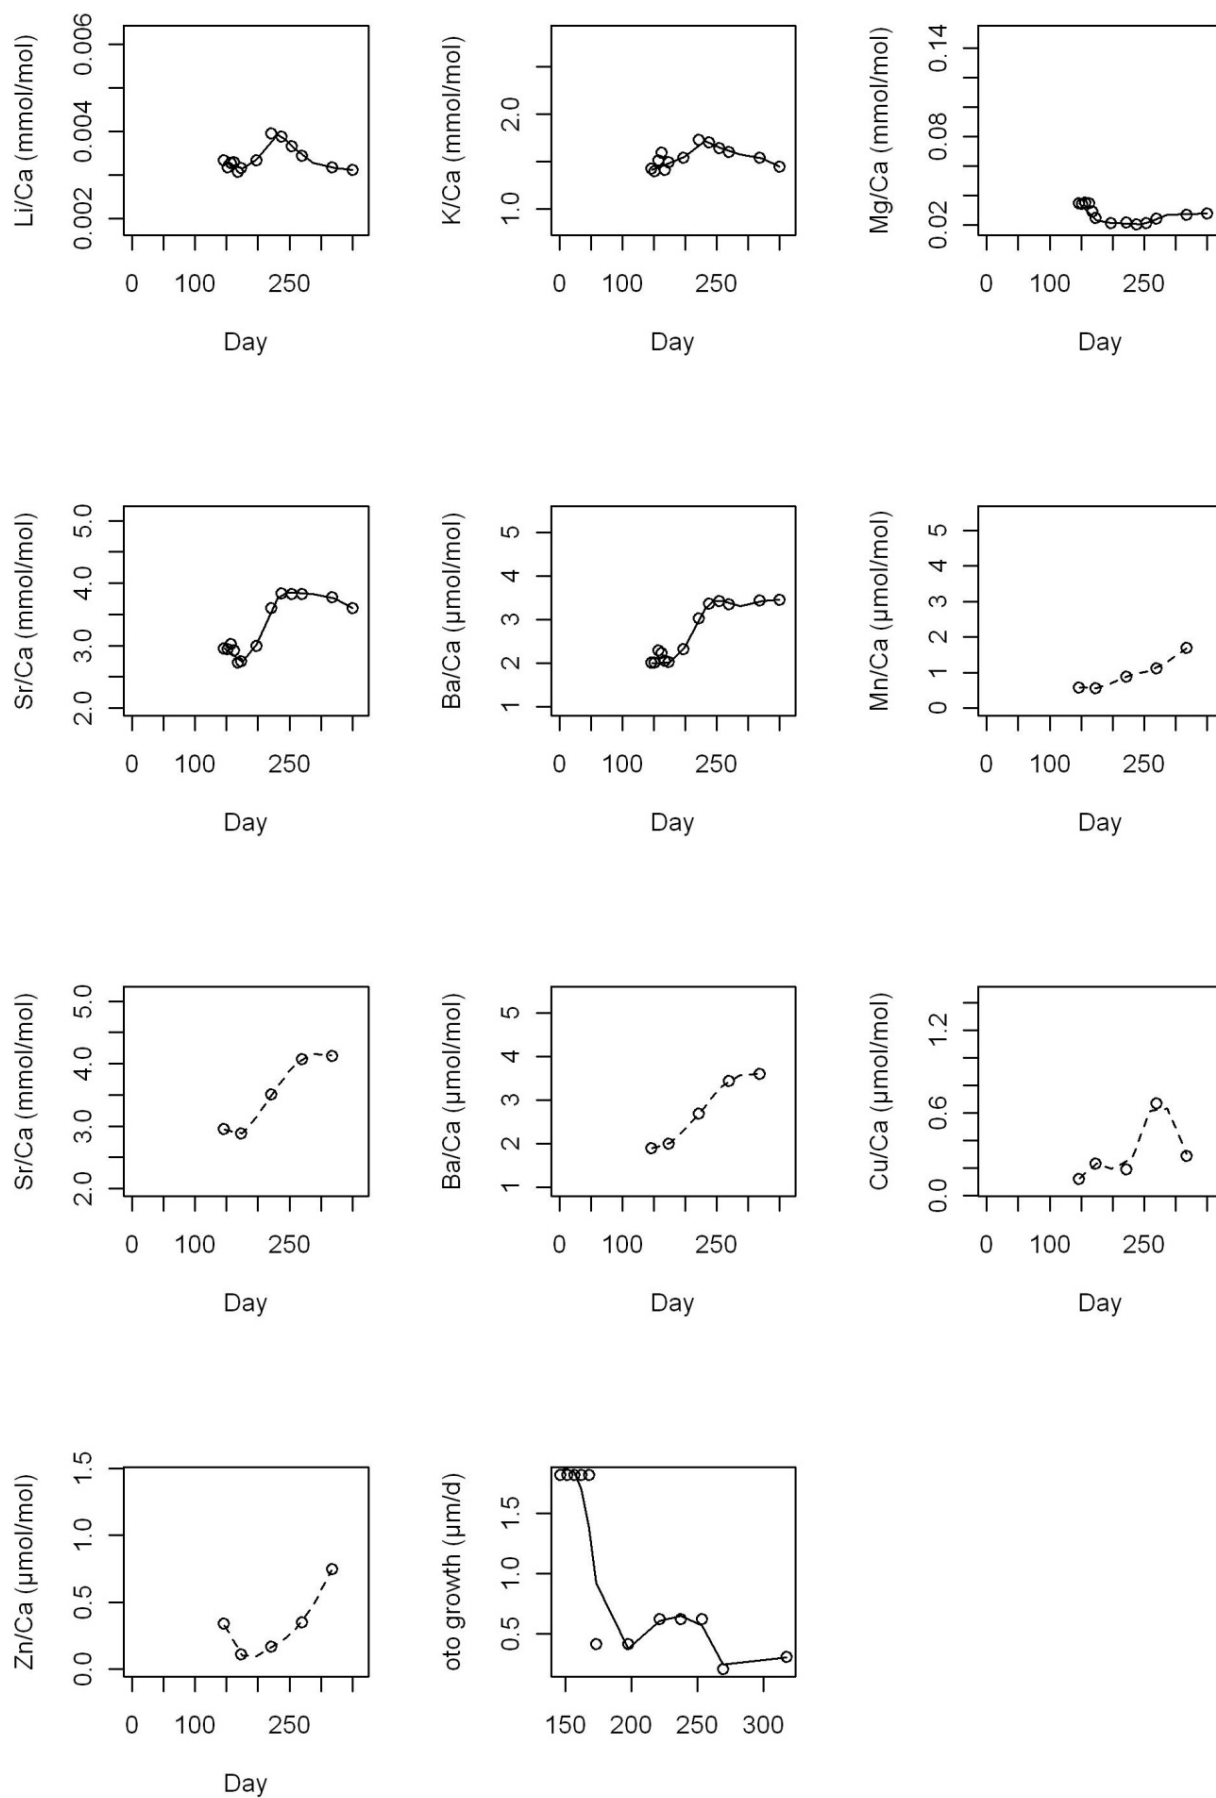 Li/Ca (mmol/mol)
0.002 0.004 0.006
0 100 250
Day
K/Ca (mmol/mol)
1.0 2.0
0 100 250
Day
Mg/Ca (mmol/mol)
0.02 0.08 0.14
0 100 250
Day
Sr/Ca (mmol/mol)
2.0 3.0 4.0 5.0
0 100 250
Day
Ba/Ca (µmol/mol)
1 2 3 4 5
0 100 250
Day
Mn/Ca (µmol/mol)
0 1 2 3 4 5
0 100 250
Day
Sr/Ca (mmol/mol)
2.0 3.0 4.0 5.0
0 100 250
Day
Ba/Ca (µmol/mol)
1 2 3 4 5
0 100 250
Day
Cu/Ca (µmol/mol)
0.0 0.6 1.2
0 100 250
Day
Zn/Ca (µmol/mol)
0.0 0.5 1.0 1.5
0 100 250
Day
oto growth (µm/d)
0.5 1.0 1.5
150 200 250 300